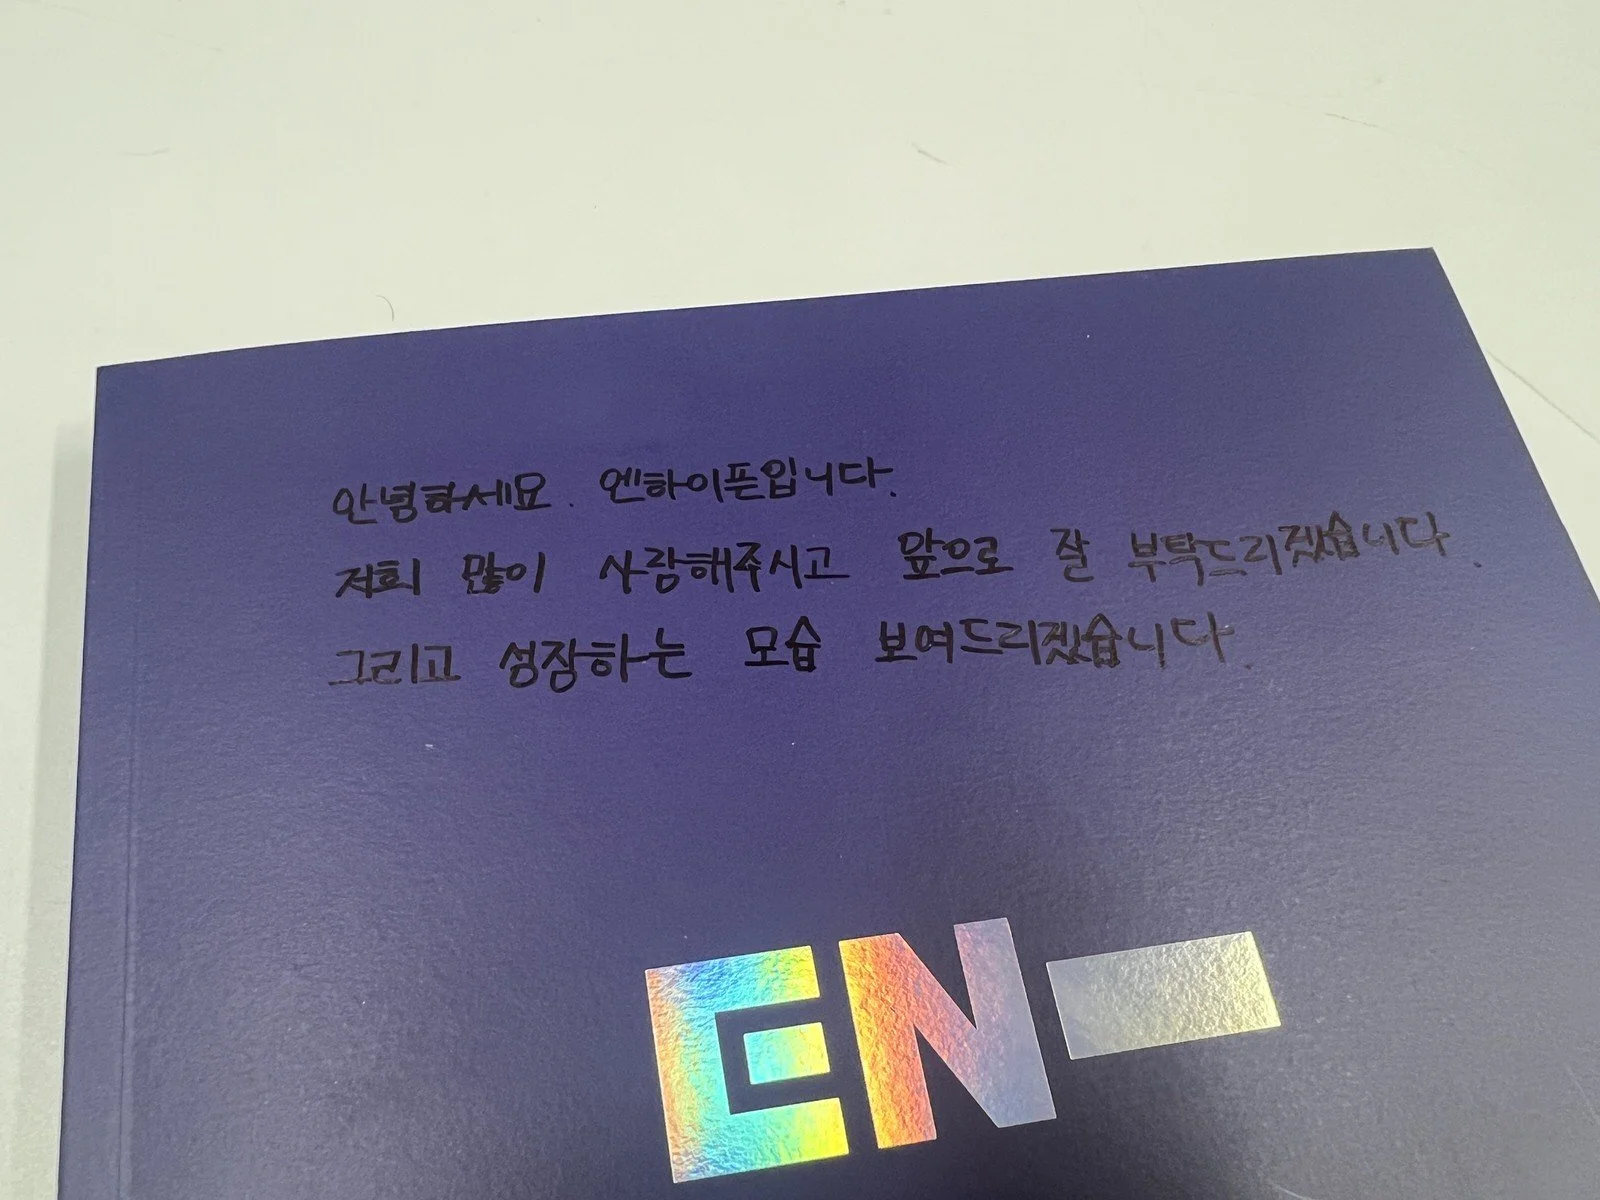 안녕하세요. 엔하이픈입니다.
저희 많이 사랑해주시고 앞으로 잘 부탁드리겠습니다
그리고 성장하는 모습 보여드리겠습니다.
EN-